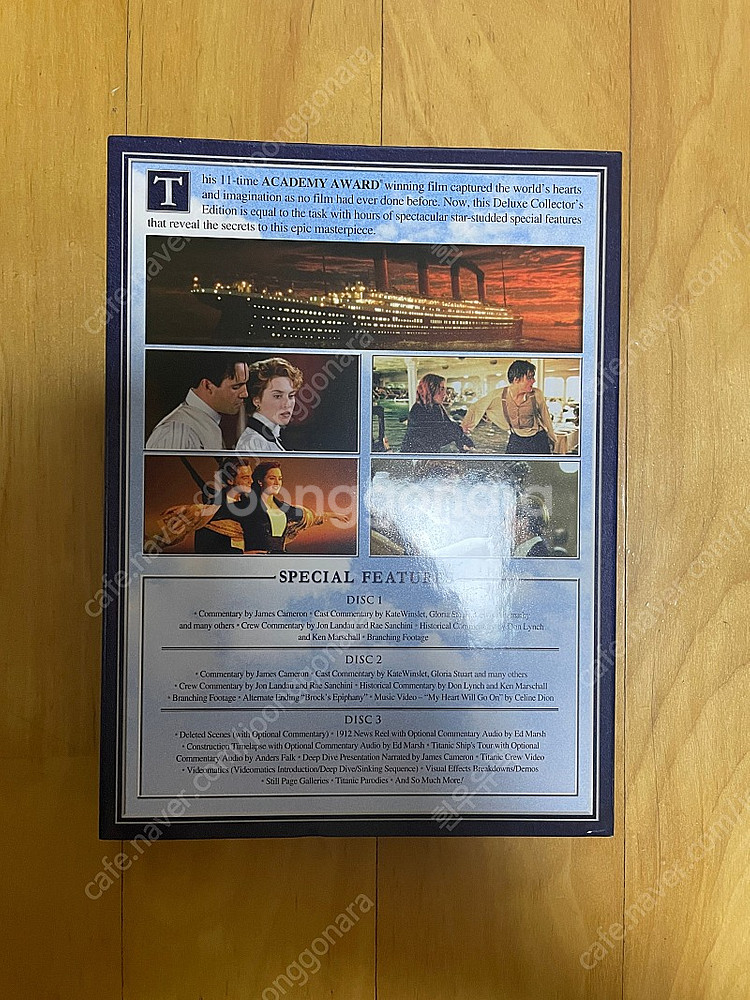 This 11-time ACADEMY AWARD® winning film captured the world's hearts
and imagination as no film had ever done before. Now, this Deluxe Collector's
Edition is equal to the task with hours of spectacular star-studded special features
that reveal the secrets to this epic masterpiece.
Joonggonara
SPECIAL FEATURES
DISC 1
• Commentary by James Cameron • Cast Commentary by KateWinslet, Gloria
and many others • Crew Commentary by Jon Landau and Rae Sanchini • Historical Don Lynch
and Ken Marschall • Branching Footage
DISC 2
• Commentary by James Cameron • Cast Commentary by KateWinslet, Gloria Stuart and many others
• Crew Commentary by Jon Landau and Rae Sanchini • Historical Commentary by Don Lynch and Ken Marschall
• Branching Footage • Alternate Ending "Brock's Epiphany" • Music Video – "My Heart Will Go On" by Celine Dion
DISC 3
• Deleted Scenes (with Optional Commentary) • 1912 News Reel with Optional Commentary Audio by Ed Marsh
• Construction Timelapse with Optional Commentary Audio by Ed Marsh • Titanic Ship's Tour with Optional
Commentary Audio by Anders Falk • Deep Dive Presentation Narrated by James Cameron • Titanic Crew Video
• Videomatics (Videomatics Introduction/Deep Dive/Sinking Sequence) • Visual Effects Breakdowns/Demos
• Still Page Galleries • Titanic Parodies • And So Much More!
cafe.naver.com/joonggonara